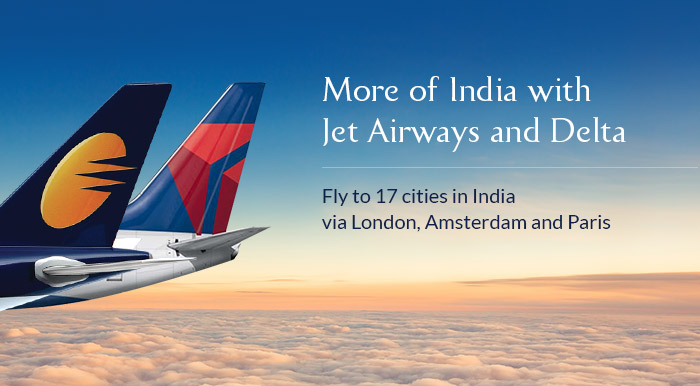 More of India with
Jet Airways and Delta
Fly to 17 cities in India
via London, Amsterdam and Paris